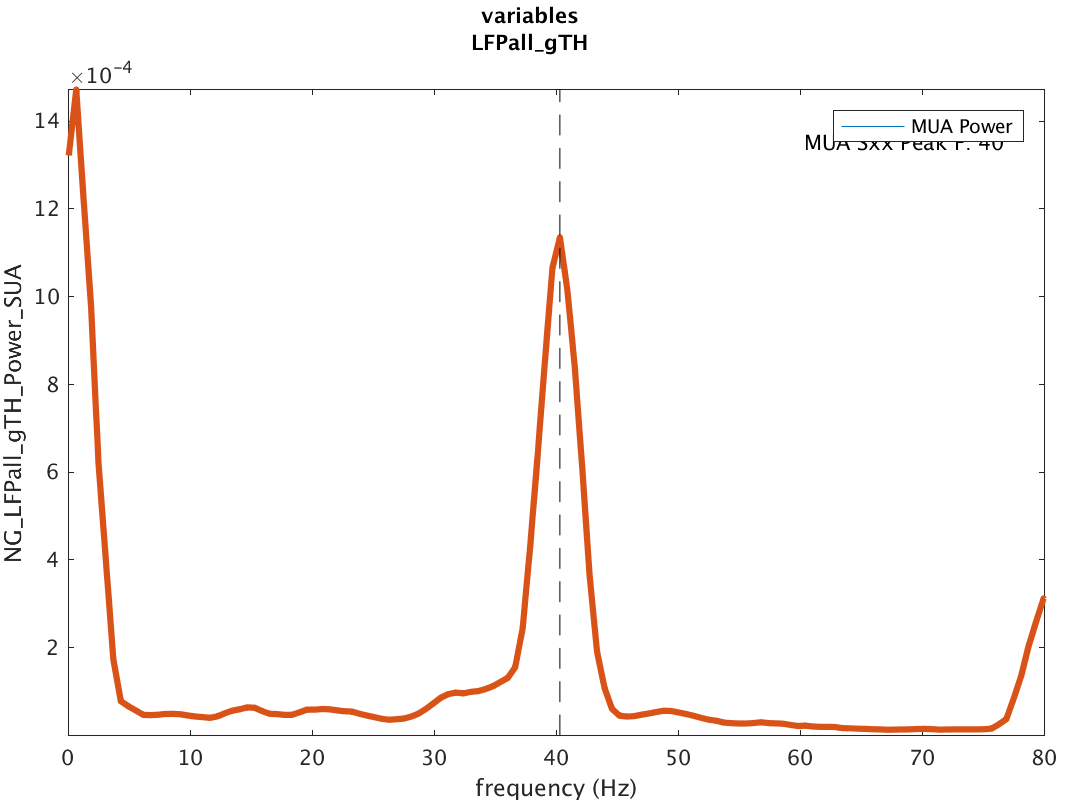 variables
LFPall_gTH
×10⁻⁴
14
12
10
8
6
4
2
NG_LFPall_gTH_Power_SUA
MUA Power
MUA Sxx Peak F: 40
0 10 20 30 40 50 60 70 80
frequency (Hz)